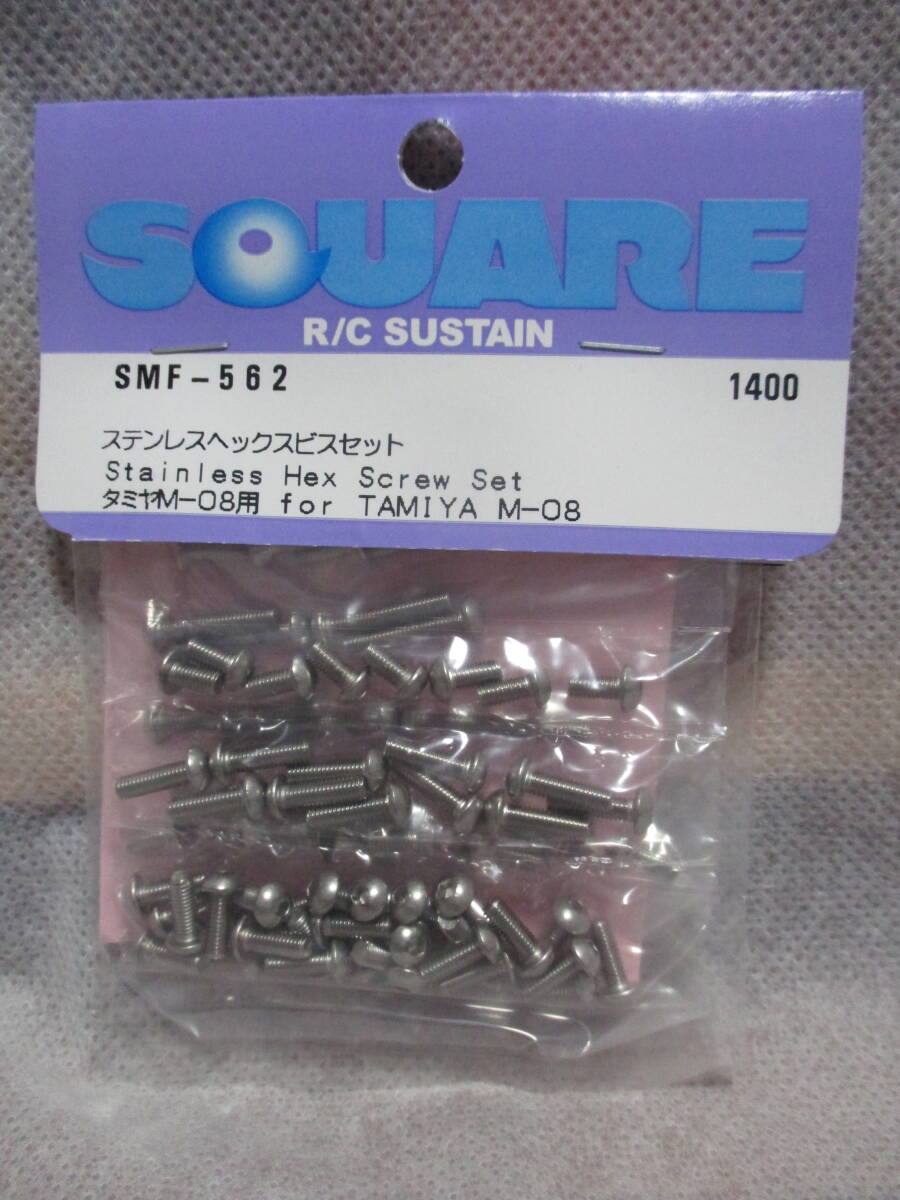 SQUARE
R/C SUSTAIN
SMF-562 1400
ステンレスヘックスビスセット
Stainless Hex Screw Set
タミヤM-08用 for TAMIYA M-08